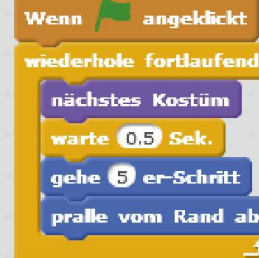 Wenn angeklickt
wiederhole fortlaufend
nächstes Kostüm
warte 0.5 Sek.
gehe 5 er-Schritt
pralle vom Rand ab